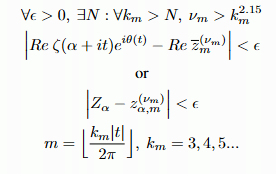 ∀ϵ > 0, ∃N : ∀k_m > N, ν_m > k_m^{2.15}
|Re ζ(α + it)e^{iθ(t)} − Re z̅_m^{(ν_m)}| < ϵ
or
|Z_α − z_{α,m}^{(ν_m)}| < ϵ
m = ⌊k_m|t| / 2π⌋, k_m = 3, 4, 5...